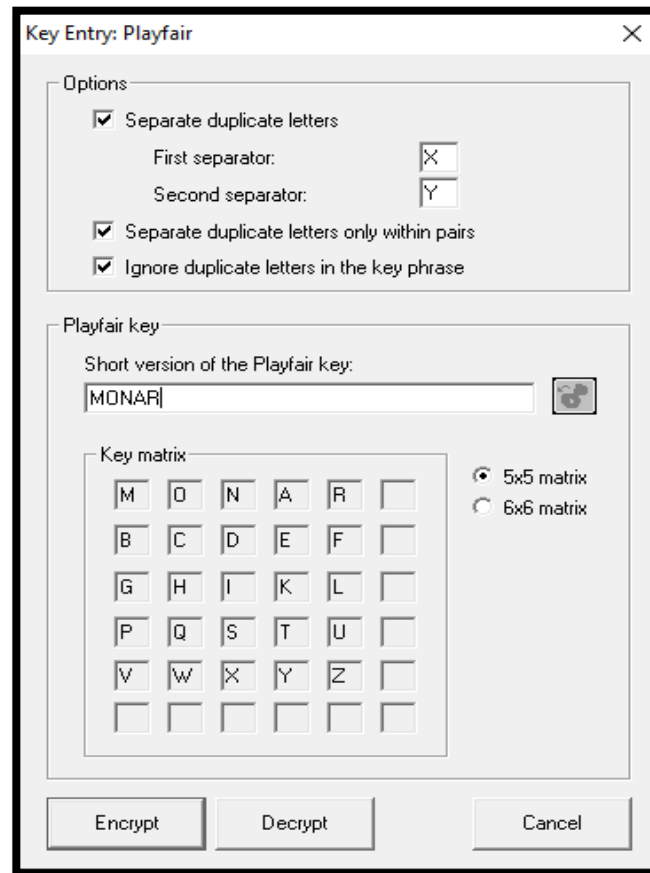 Key Entry: Playfair
Options
Separate duplicate letters
First separator: X
Second separator: Y
Separate duplicate letters only within pairs
Ignore duplicate letters in the key phrase
Playfair key
Short version of the Playfair key:
MONAR
Key matrix
M O N A R
5x5 matrix
B C D E F
6x6 matrix
G H I K L
P Q S T U
V W X Y Z
Encrypt Decrypt Cancel